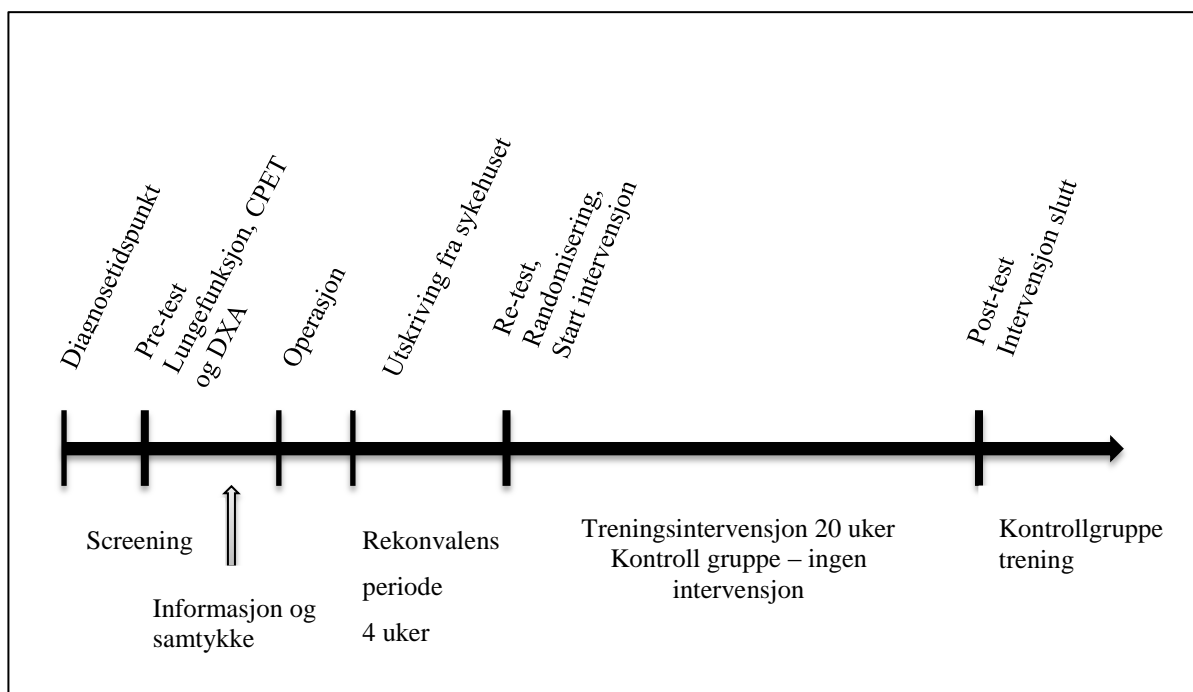 Diagnosetidspunkt
Pre-test
Lungefunksjon, CPET
og DXA
Operasjon
Utskriving fra sykehuset
Re-test,
Randomisering,
Start intervensjon
Post-test
Intervensjon slutt
Screening
Informasjon og
samtykke
Rekonvalens
periode
4 uker
Treningsintervensjon 20 uker
Kontroll gruppe – ingen
intervensjon
Kontrollgruppe
trening